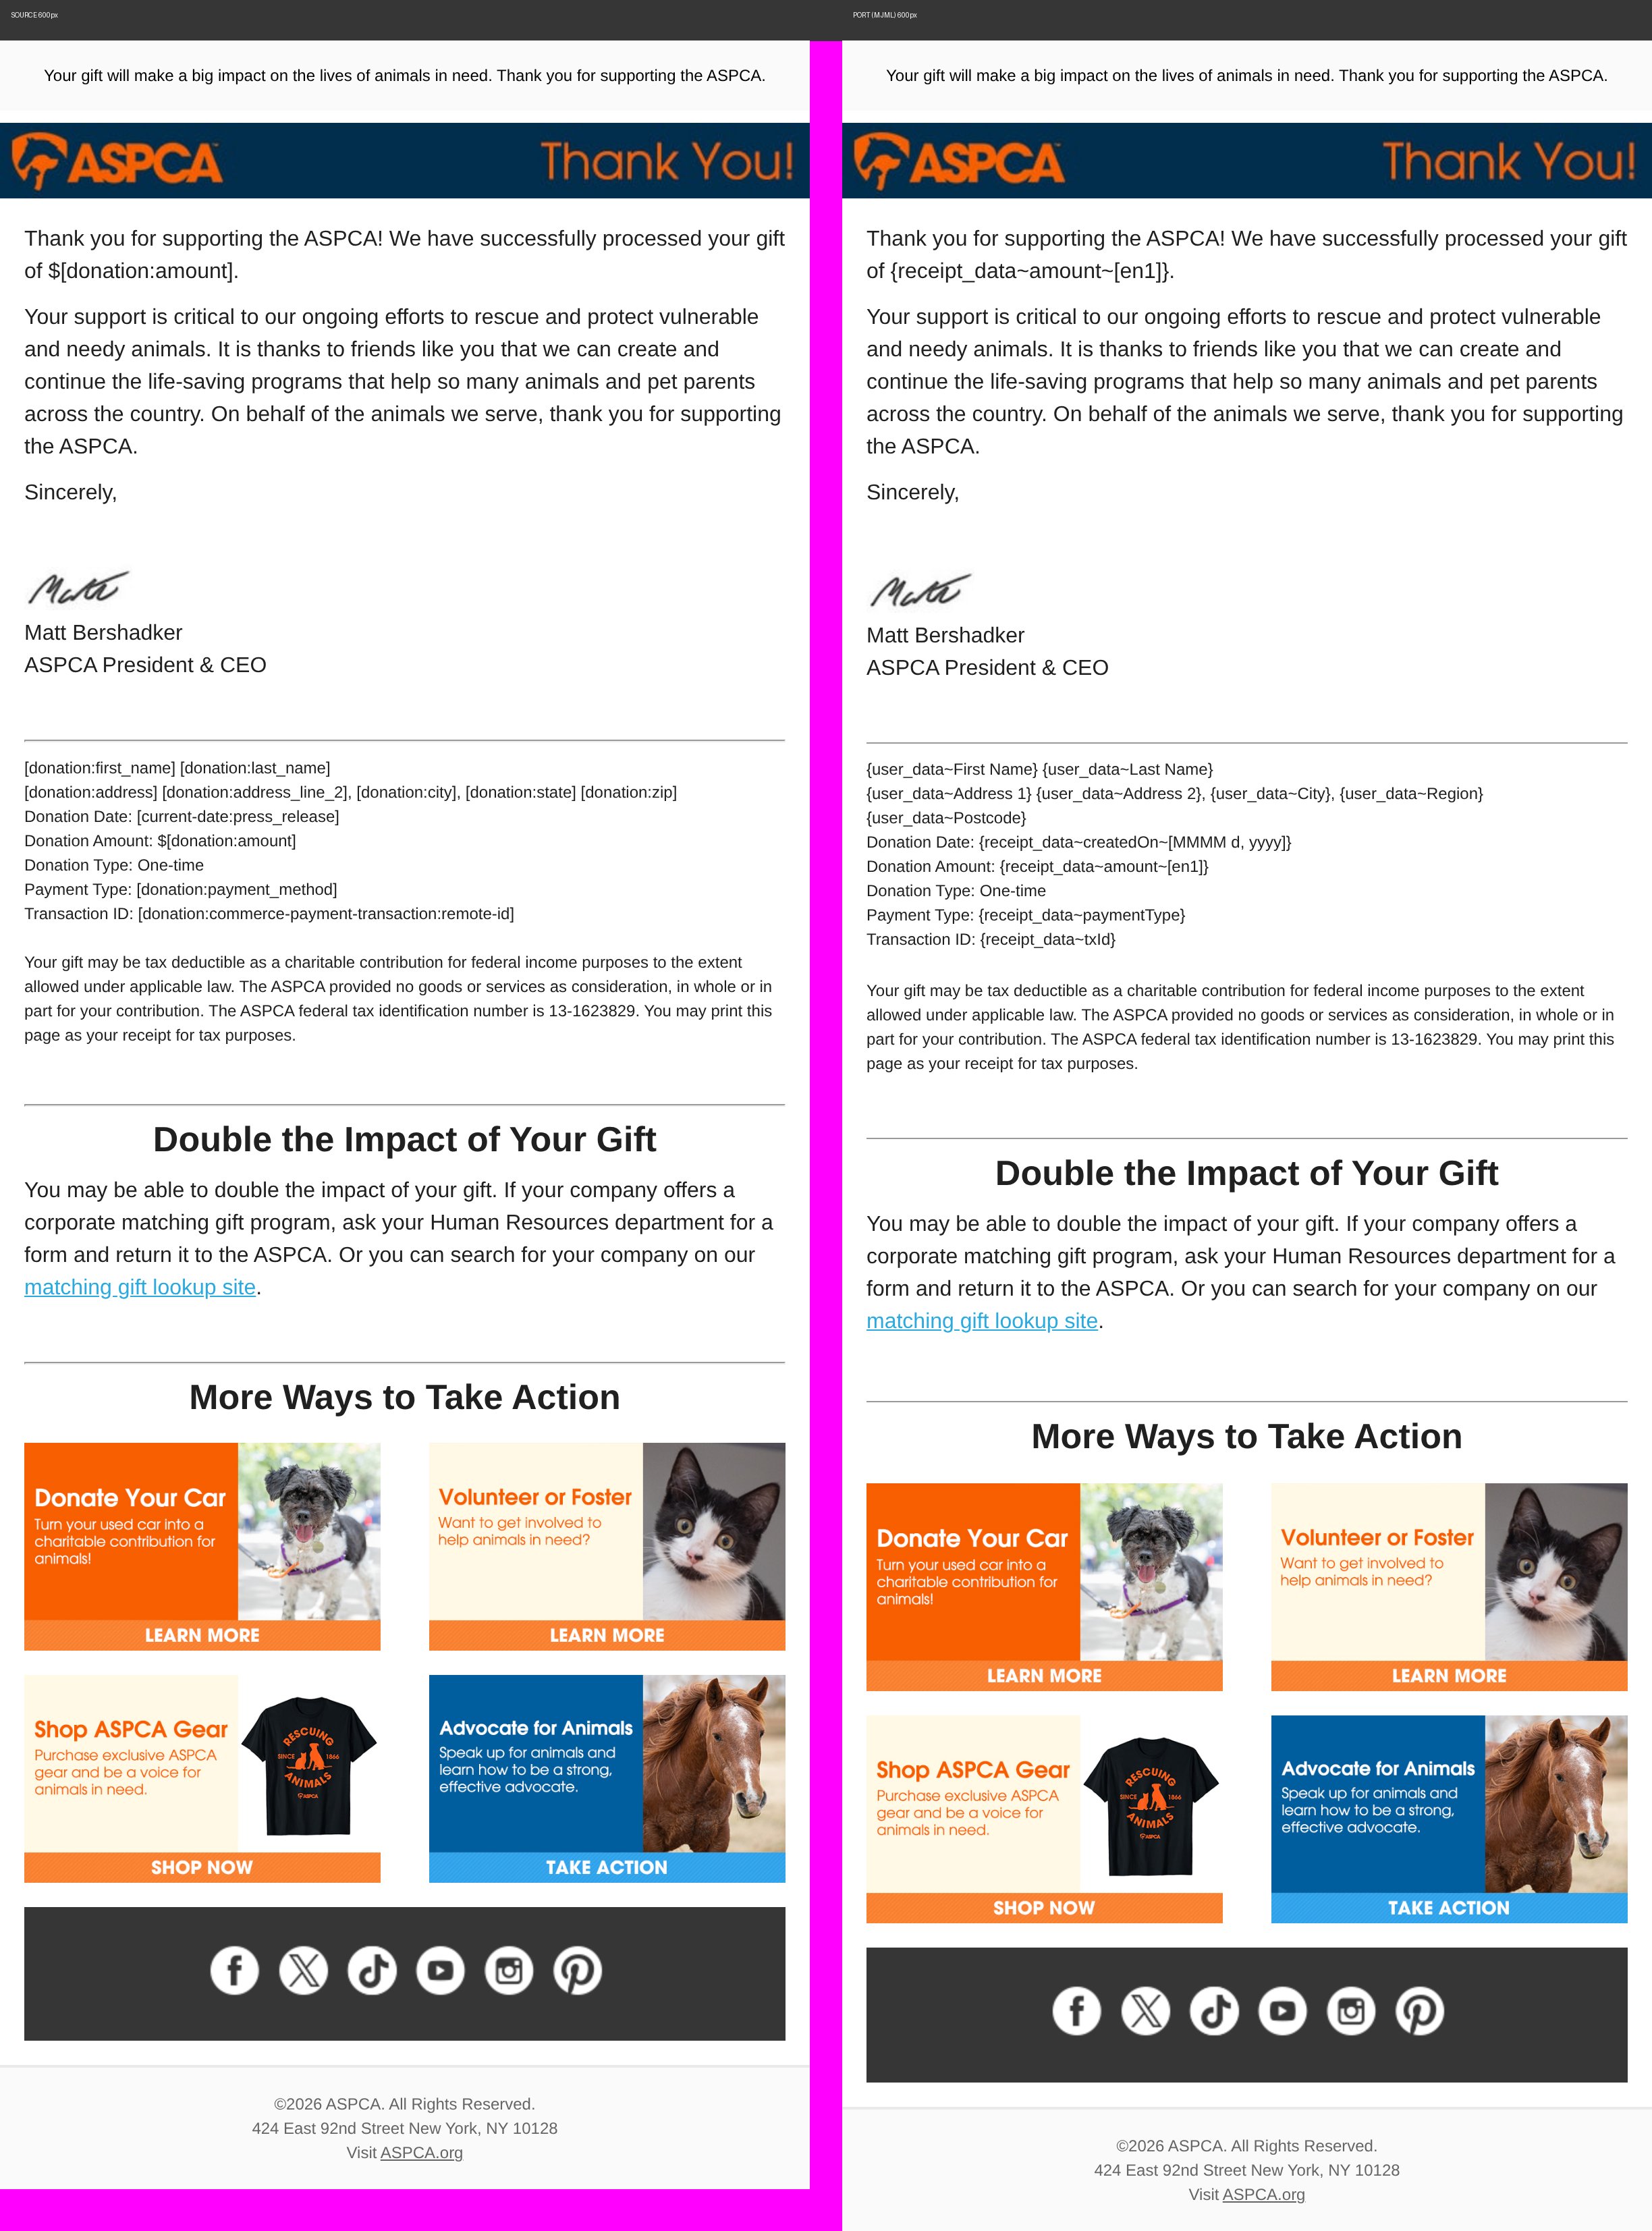 SOURCE 600px
Your gift will make a big impact on the lives of animals in need. Thank you for supporting the ASPCA.
ASPCA™ Thank You!
Thank you for supporting the ASPCA! We have successfully processed your gift
of $[donation:amount].
Your support is critical to our ongoing efforts to rescue and protect vulnerable
and needy animals. It is thanks to friends like you that we can create and
continue the life-saving programs that help so many animals and pet parents
across the country. On behalf of the animals we serve, thank you for supporting
the ASPCA.
Sincerely,
Matt
Matt Bershadker
ASPCA President & CEO
[donation:first_name] [donation:last_name]
[donation:address] [donation:address_line_2], [donation:city], [donation:state] [donation:zip]
Donation Date: [current-date:press_release]
Donation Amount: $[donation:amount]
Donation Type: One-time
Payment Type: [donation:payment_method]
Transaction ID: [donation:commerce-payment-transaction:remote-id]
Your gift may be tax deductible as a charitable contribution for federal income purposes to the extent
allowed under applicable law. The ASPCA provided no goods or services as consideration, in whole or in
part for your contribution. The ASPCA federal tax identification number is 13-1623829. You may print this
page as your receipt for tax purposes.
Double the Impact of Your Gift
You may be able to double the impact of your gift. If your company offers a
corporate matching gift program, ask your Human Resources department for a
form and return it to the ASPCA. Or you can search for your company on our
matching gift lookup site.
More Ways to Take Action
Donate Your Car
Turn your used car into a
charitable contribution for
animals!
LEARN MORE
Volunteer or Foster
Want to get involved to
help animals in need?
LEARN MORE
Shop ASPCA Gear
Purchase exclusive ASPCA
gear and be a voice for
animals in need.
RESCUING
SINCE 1866
ANIMALS
ASPCA
SHOP NOW
Advocate for Animals
Speak up for animals and
learn how to be a strong,
effective advocate.
TAKE ACTION
©2026 ASPCA. All Rights Reserved.
424 East 92nd Street New York, NY 10128
Visit ASPCA.org
PORT (MJML) 600px
Your gift will make a big impact on the lives of animals in need. Thank you for supporting the ASPCA.
ASPCA™ Thank You!
Thank you for supporting the ASPCA! We have successfully processed your gift
of {receipt_data~amount~[en1]}.
Your support is critical to our ongoing efforts to rescue and protect vulnerable
and needy animals. It is thanks to friends like you that we can create and
continue the life-saving programs that help so many animals and pet parents
across the country. On behalf of the animals we serve, thank you for supporting
the ASPCA.
Sincerely,
Matt
Matt Bershadker
ASPCA President & CEO
{user_data~First Name} {user_data~Last Name}
{user_data~Address 1} {user_data~Address 2}, {user_data~City}, {user_data~Region}
{user_data~Postcode}
Donation Date: {receipt_data~createdOn~[MMMM d, yyyy]}
Donation Amount: {receipt_data~amount~[en1]}
Donation Type: One-time
Payment Type: {receipt_data~paymentType}
Transaction ID: {receipt_data~txId}
Your gift may be tax deductible as a charitable contribution for federal income purposes to the extent
allowed under applicable law. The ASPCA provided no goods or services as consideration, in whole or in
part for your contribution. The ASPCA federal tax identification number is 13-1623829. You may print this
page as your receipt for tax purposes.
Double the Impact of Your Gift
You may be able to double the impact of your gift. If your company offers a
corporate matching gift program, ask your Human Resources department for a
form and return it to the ASPCA. Or you can search for your company on our
matching gift lookup site.
More Ways to Take Action
Donate Your Car
Turn your used car into a
charitable contribution for
animals!
LEARN MORE
Volunteer or Foster
Want to get involved to
help animals in need?
LEARN MORE
Shop ASPCA Gear
Purchase exclusive ASPCA
gear and be a voice for
animals in need.
RESCUING
SINCE 1866
ANIMALS
ASPCA
SHOP NOW
Advocate for Animals
Speak up for animals and
learn how to be a strong,
effective advocate.
TAKE ACTION
©2026 ASPCA. All Rights Reserved.
424 East 92nd Street New York, NY 10128
Visit ASPCA.org